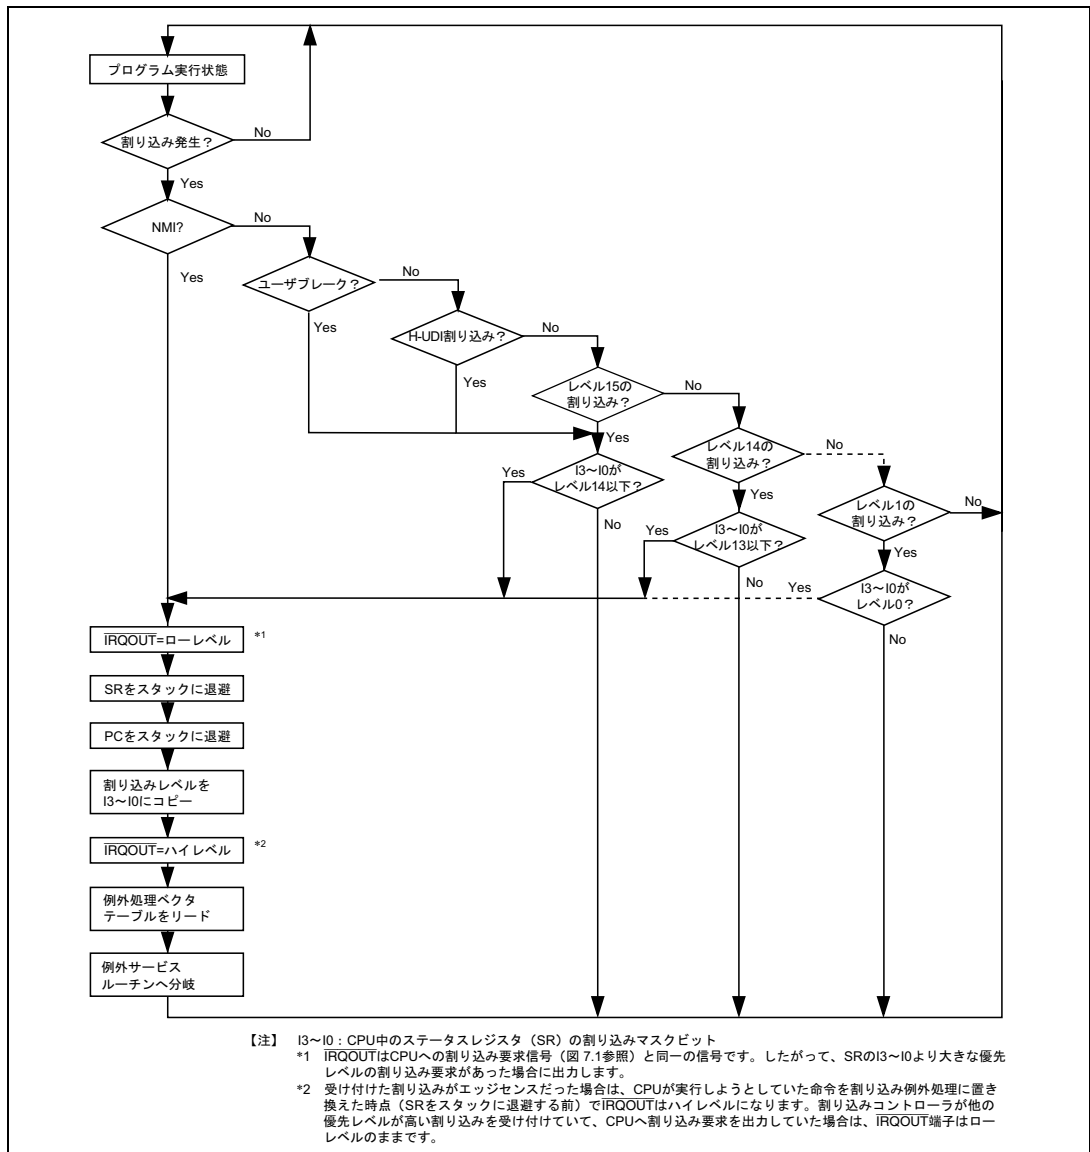 プログラム実行状態
割り込み発生？
No
Yes
NMI?
No
Yes
ユーザブレーク？
No
Yes
H-UDI割り込み？
No
Yes
レベル15の
割り込み？
No
Yes
レベル14の
割り込み？
No
Yes
レベル1の
割り込み？
No
Yes
I3〜I0が
レベル14以下？
Yes
No
I3〜I0が
レベル13以下？
Yes
No
I3〜I0が
レベル0？
Yes
No
IRQOUT=ローレベル *1
SRをスタックに退避
PCをスタックに退避
割り込みレベルを
I3〜I0にコピー
IRQOUT=ハイレベル *2
例外処理ベクタ
テーブルをリード
例外サービス
ルーチンへ分岐
【注】 I3〜I0：CPU中のステータスレジスタ（SR）の割り込みマスクビット
*1 IRQOUTはCPUへの割り込み要求信号（図 7.1参照）と同一の信号です。したがって、SRのI3〜I0より大きな優先
レベルの割り込み要求があった場合に出力します。
*2 受け付けた割り込みがエッジセンスだった場合は、CPUが実行しようとしていた命令を割り込み例外処理に置き
換えた時点（SRをスタックに退避する前）でIRQOUTはハイレベルになります。割り込みコントローラが他の
優先レベルが高い割り込みを受け付けていて、CPUへ割り込み要求を出力していた場合は、IRQOUT端子はロー
レベルのままです。